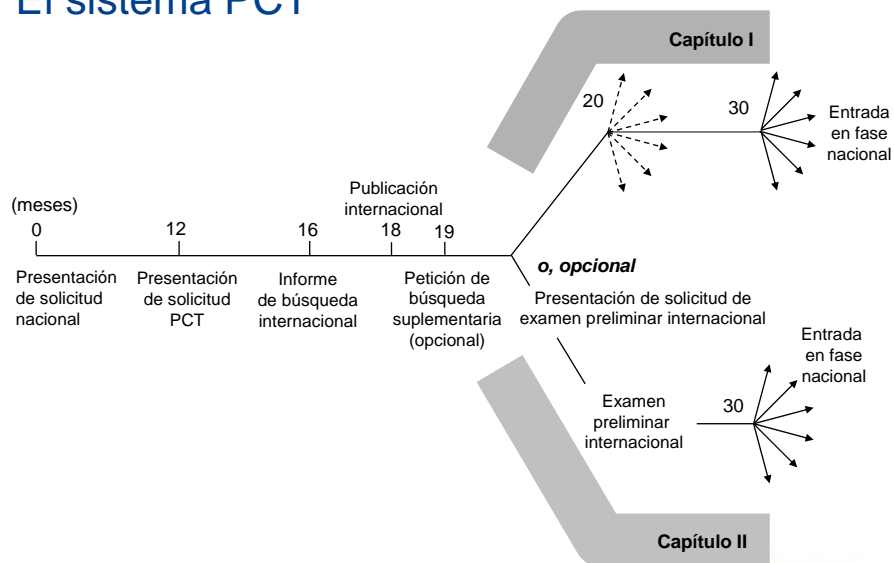 El sistema PCT
Capítulo I
20
30
Entrada
en fase
nacional
Publicación
internacional
(meses)
0
12
16
18
19
Presentación
de solicitud
nacional
Presentación
de solicitud
PCT
Informe
de búsqueda
internacional
Petición de
búsqueda
suplementaria
(opcional)
o, opcional
Presentación de solicitud de
examen preliminar internacional
Entrada
en fase
nacional
Examen
preliminar
internacional
30
Capítulo II